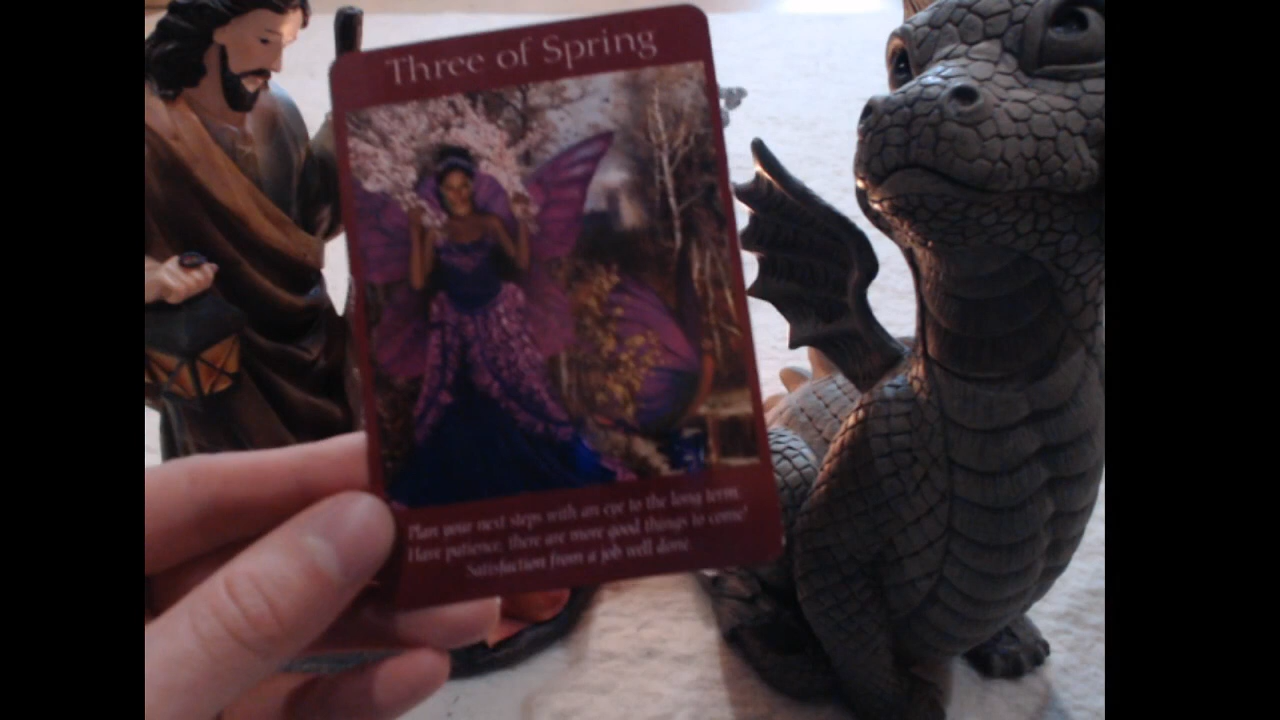 Three of Spring
Plan your next steps with an eye to the long term.
Have patience, there are more good things to come!
Satisfaction from a job well done.